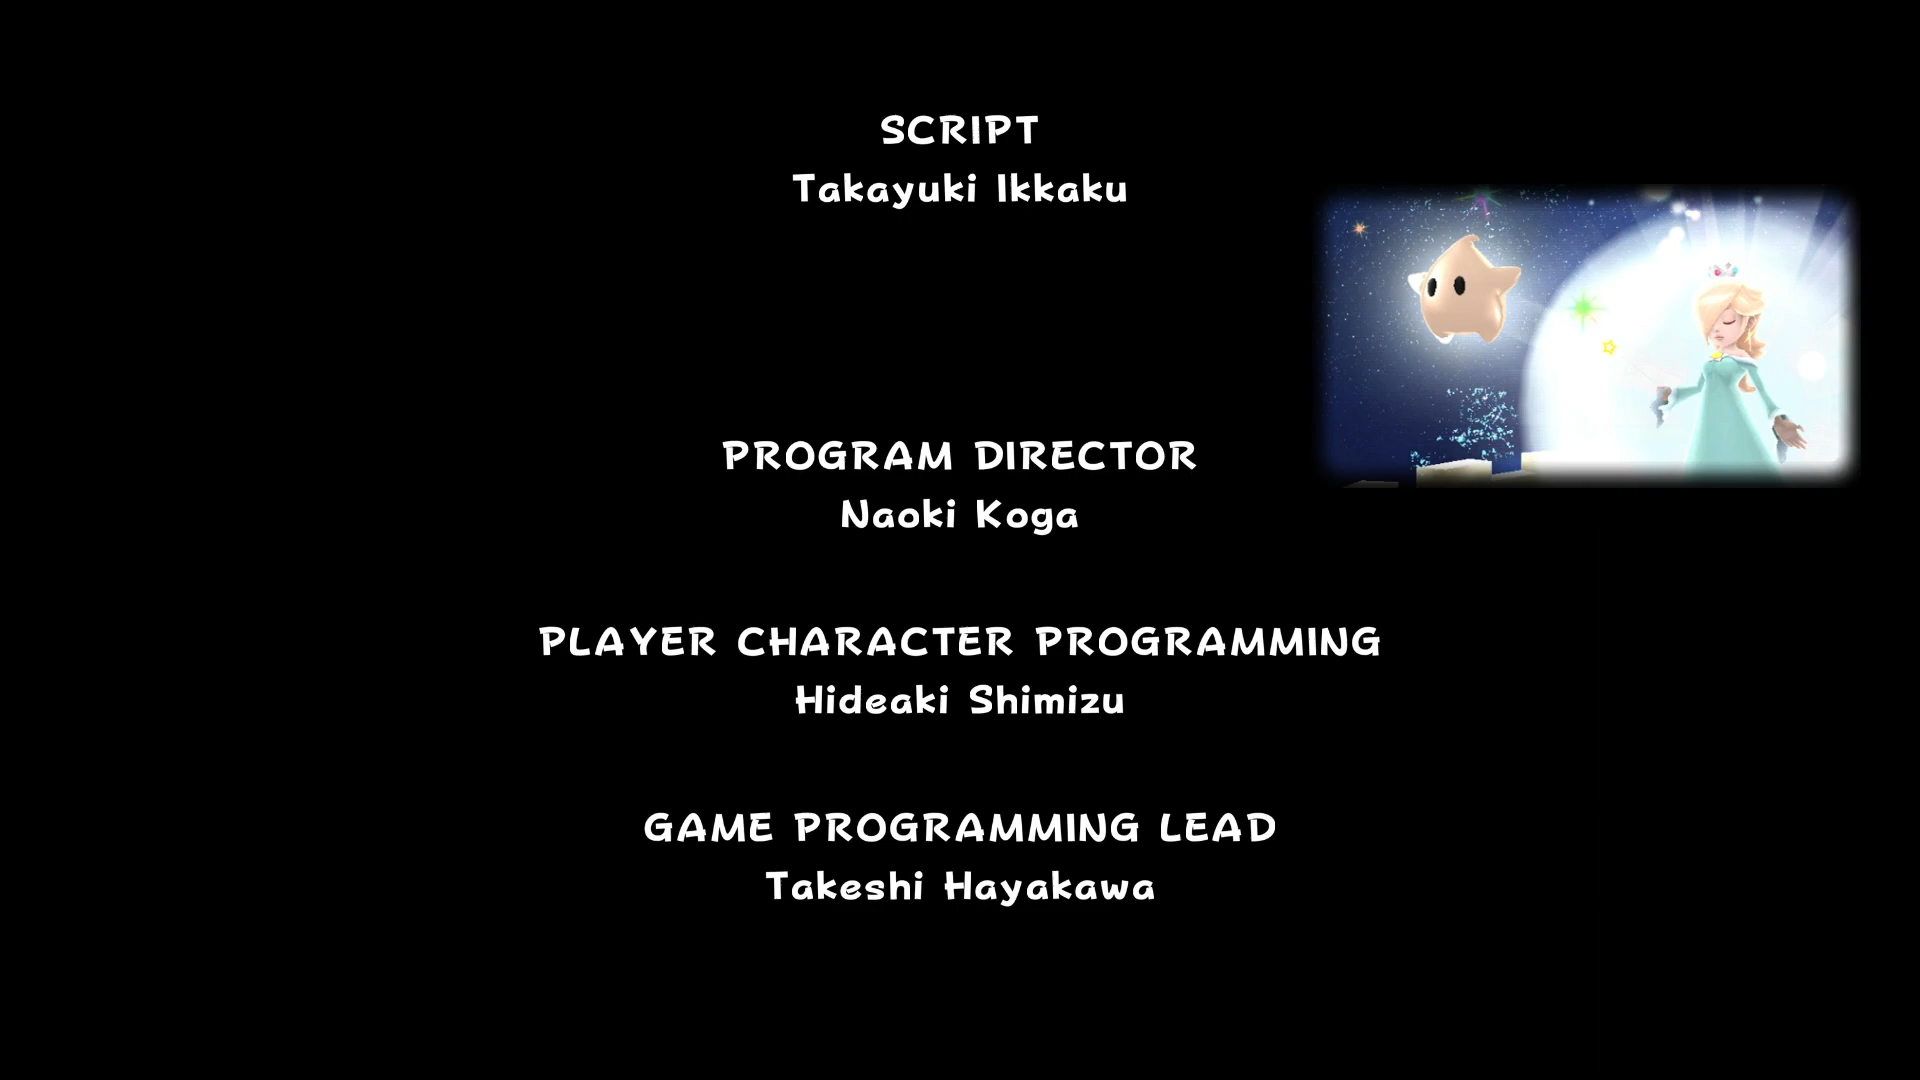 SCRIPT
Takayuki Ikkaku
PROGRAM DIRECTOR
Naoki Koga
PLAYER CHARACTER PROGRAMMING
Hideaki Shimizu
GAME PROGRAMMING LEAD
Takeshi Hayakawa